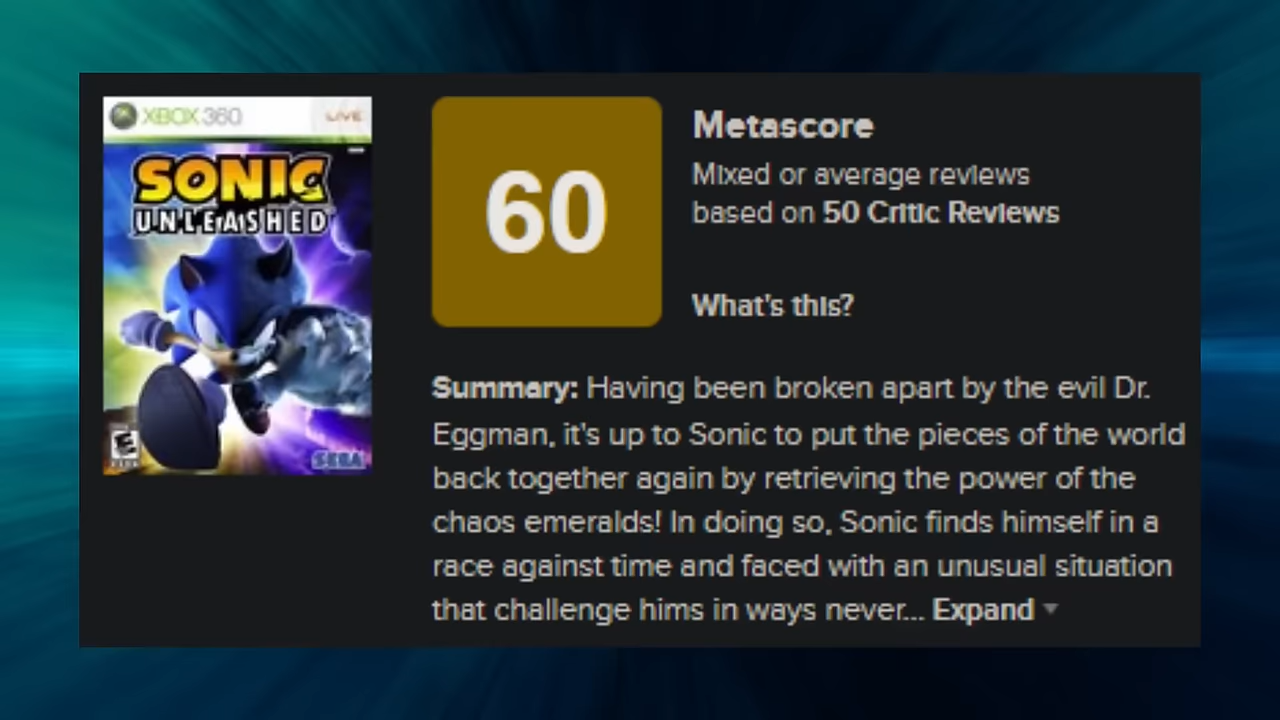 XBOX 360 LIVE
SONIC
UNLEASHED
E
SEGA
60
Metascore
Mixed or average reviews
based on 50 Critic Reviews
What's this?
Summary: Having been broken apart by the evil Dr.
Eggman, it's up to Sonic to put the pieces of the world
back together again by retrieving the power of the
chaos emeralds! In doing so, Sonic finds himself in a
race against time and faced with an unusual situation
that challenge hims in ways never... Expand